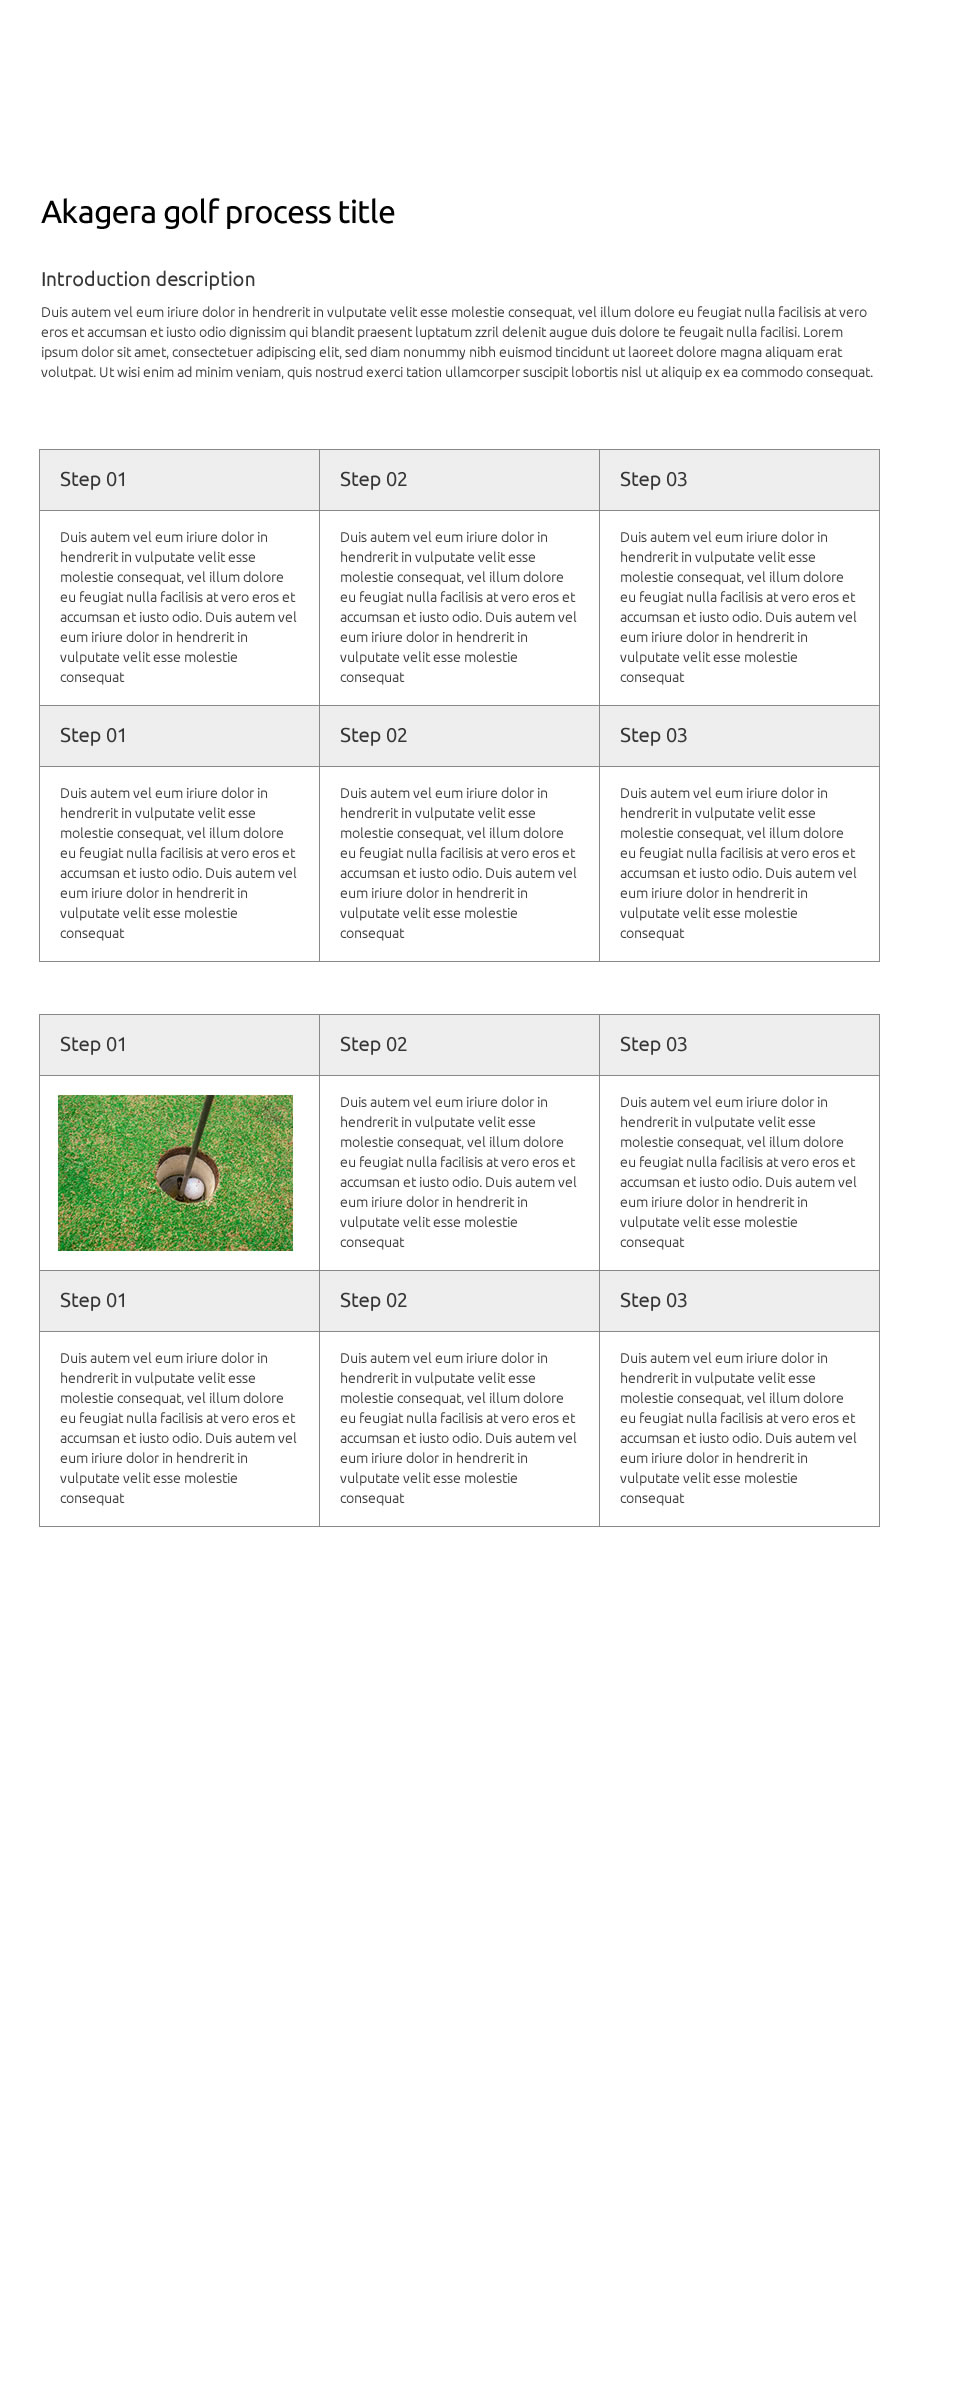 Akagera golf process title
Introduction description
Duis autem vel eum iriure dolor in hendrerit in vulputate velit esse molestie consequat, vel illum dolore eu feugiat nulla facilisis at vero
eros et accumsan et iusto odio dignissim qui blandit praesent luptatum zzril delenit augue duis dolore te feugait nulla facilisi. Lorem
ipsum dolor sit amet, consectetuer adipiscing elit, sed diam nonummy nibh euismod tincidunt ut laoreet dolore magna aliquam erat
volutpat. Ut wisi enim ad minim veniam, quis nostrud exerci tation ullamcorper suscipit lobortis nisl ut aliquip ex ea commodo consequat.
Step 01
Step 02
Step 03
Duis autem vel eum iriure dolor in
hendrerit in vulputate velit esse
molestie consequat, vel illum dolore
eu feugiat nulla facilisis at vero eros et
accumsan et iusto odio. Duis autem vel
eum iriure dolor in hendrerit in
vulputate velit esse molestie
consequat
Duis autem vel eum iriure dolor in
hendrerit in vulputate velit esse
molestie consequat, vel illum dolore
eu feugiat nulla facilisis at vero eros et
accumsan et iusto odio. Duis autem vel
eum iriure dolor in hendrerit in
vulputate velit esse molestie
consequat
Duis autem vel eum iriure dolor in
hendrerit in vulputate velit esse
molestie consequat, vel illum dolore
eu feugiat nulla facilisis at vero eros et
accumsan et iusto odio. Duis autem vel
eum iriure dolor in hendrerit in
vulputate velit esse molestie
consequat
Step 01
Step 02
Step 03
Duis autem vel eum iriure dolor in
hendrerit in vulputate velit esse
molestie consequat, vel illum dolore
eu feugiat nulla facilisis at vero eros et
accumsan et iusto odio. Duis autem vel
eum iriure dolor in hendrerit in
vulputate velit esse molestie
consequat
Duis autem vel eum iriure dolor in
hendrerit in vulputate velit esse
molestie consequat, vel illum dolore
eu feugiat nulla facilisis at vero eros et
accumsan et iusto odio. Duis autem vel
eum iriure dolor in hendrerit in
vulputate velit esse molestie
consequat
Duis autem vel eum iriure dolor in
hendrerit in vulputate velit esse
molestie consequat, vel illum dolore
eu feugiat nulla facilisis at vero eros et
accumsan et iusto odio. Duis autem vel
eum iriure dolor in hendrerit in
vulputate velit esse molestie
consequat
Step 01
Step 02
Step 03
Duis autem vel eum iriure dolor in
hendrerit in vulputate velit esse
molestie consequat, vel illum dolore
eu feugiat nulla facilisis at vero eros et
accumsan et iusto odio. Duis autem vel
eum iriure dolor in hendrerit in
vulputate velit esse molestie
consequat
Duis autem vel eum iriure dolor in
hendrerit in vulputate velit esse
molestie consequat, vel illum dolore
eu feugiat nulla facilisis at vero eros et
accumsan et iusto odio. Duis autem vel
eum iriure dolor in hendrerit in
vulputate velit esse molestie
consequat
Step 01
Step 02
Step 03
Duis autem vel eum iriure dolor in
hendrerit in vulputate velit esse
molestie consequat, vel illum dolore
eu feugiat nulla facilisis at vero eros et
accumsan et iusto odio. Duis autem vel
eum iriure dolor in hendrerit in
vulputate velit esse molestie
consequat
Duis autem vel eum iriure dolor in
hendrerit in vulputate velit esse
molestie consequat, vel illum dolore
eu feugiat nulla facilisis at vero eros et
accumsan et iusto odio. Duis autem vel
eum iriure dolor in hendrerit in
vulputate velit esse molestie
consequat
Duis autem vel eum iriure dolor in
hendrerit in vulputate velit esse
molestie consequat, vel illum dolore
eu feugiat nulla facilisis at vero eros et
accumsan et iusto odio. Duis autem vel
eum iriure dolor in hendrerit in
vulputate velit esse molestie
consequat